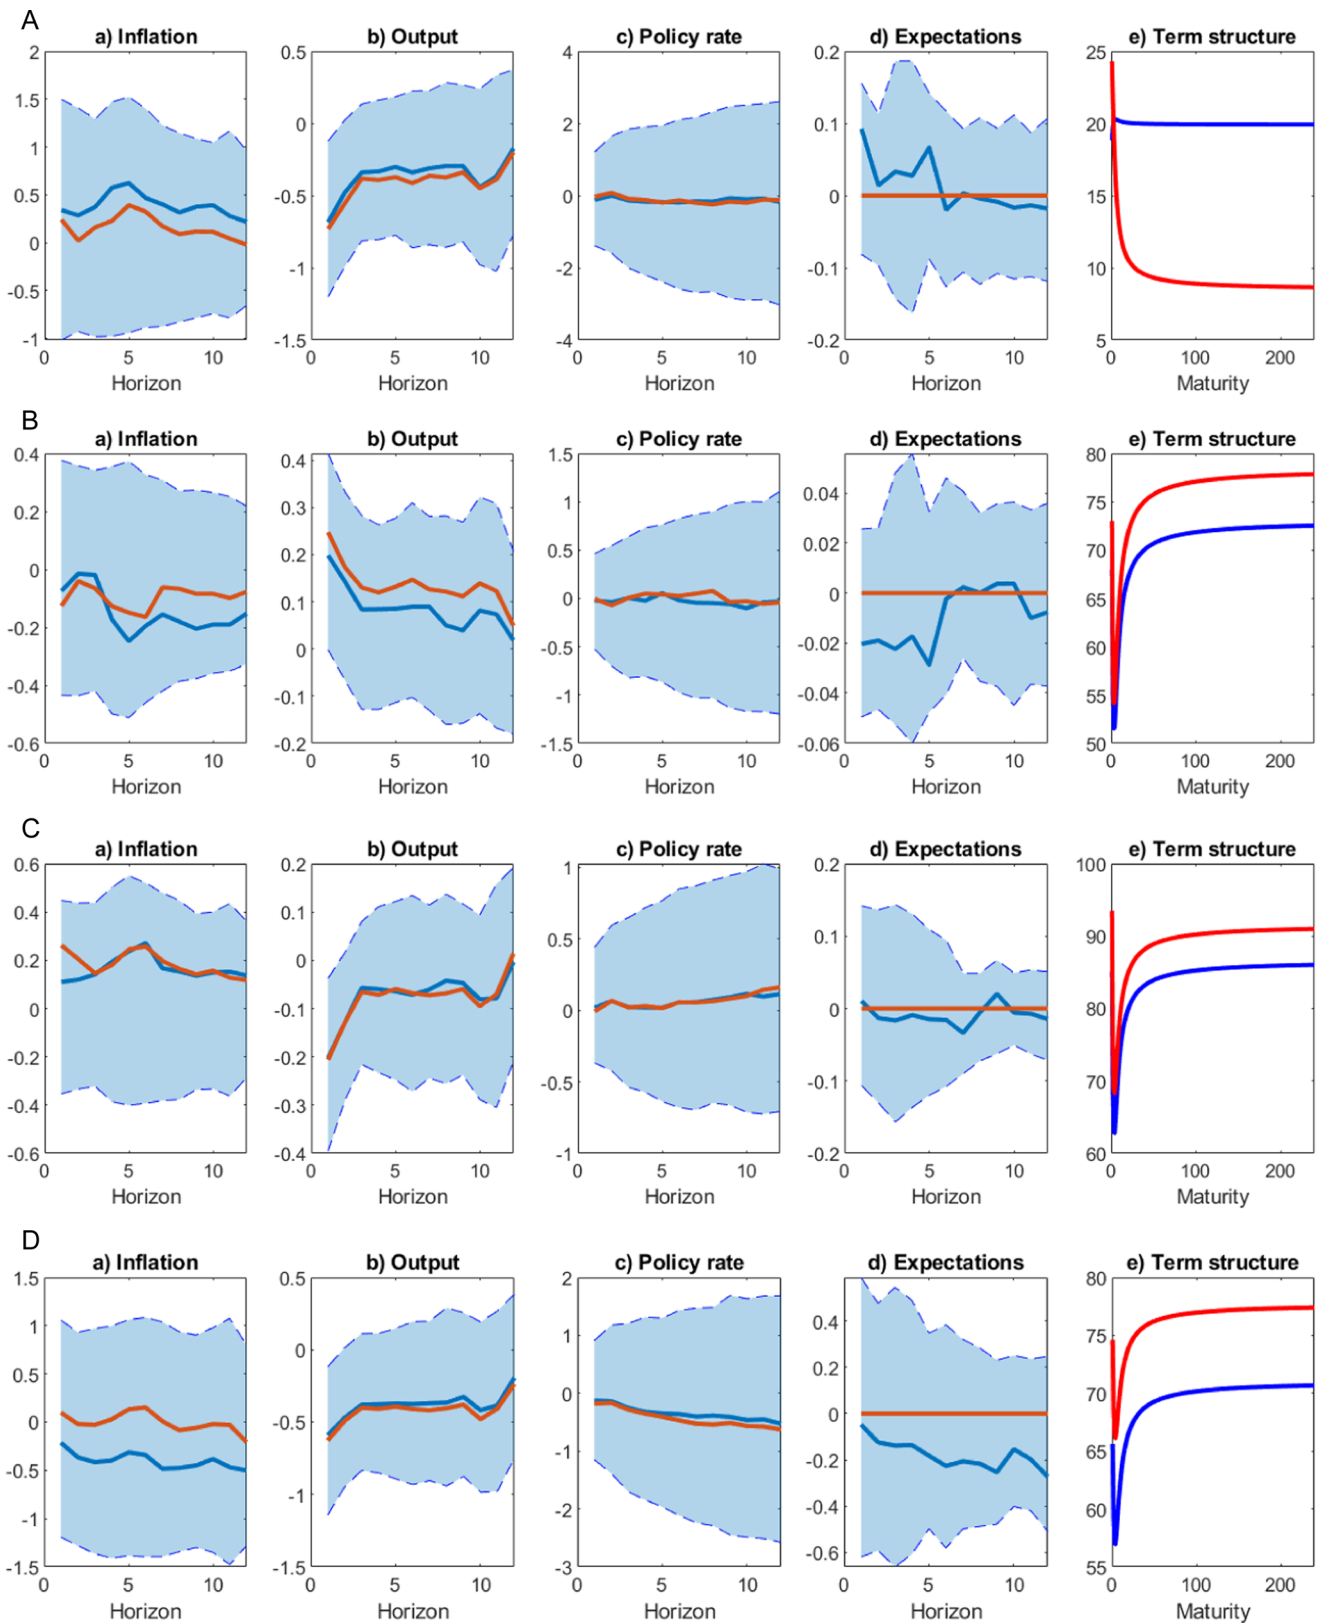 A
a) Inflation b) Output c) Policy rate d) Expectations e) Term structure
2 0.5 4 0.2 25
1.5 0 2 0.1 20
1 -0.5 0 0 15
0.5 -1 -2 -0.1 10
0 -1.5 -4 -0.2 5
-0.5
-1
0 5 10 0 5 10 0 5 10 0 5 10 0 100 200
Horizon Horizon Horizon Horizon Maturity
B
a) Inflation b) Output c) Policy rate d) Expectations e) Term structure
0.4 0.4 1.5 0.04 80
0.2 0.3 1 0.02 75
0 0.2 0.5 0 70
-0.2 0.1 0 -0.02 65
-0.4 0 -0.5 -0.04 60
-0.6 -0.1 -1 -0.06 55
-0.2 -1.5 50
0 5 10 0 5 10 0 5 10 0 5 10 0 100 200
Horizon Horizon Horizon Horizon Maturity
C
a) Inflation b) Output c) Policy rate d) Expectations e) Term structure
0.6 0.2 1 0.2 100
0.4 0.1 0.5 0.1 90
0.2 0 0 0 80
0 -0.1 -0.5 -0.1 70
-0.2 -0.2 -1 -0.2 60
-0.4 -0.3
-0.6 -0.4
0 5 10 0 5 10 0 5 10 0 5 10 0 100 200
Horizon Horizon Horizon Horizon Maturity
D
a) Inflation b) Output c) Policy rate d) Expectations e) Term structure
1.5 0.5 2 0.4 80
1 0 1 0.2 75
0.5 -0.5 0 0 70
0 -1 -1 -0.2 65
-0.5 -1.5 -2 -0.4 60
-1 -3 -0.6 55
-1.5
0 5 10 0 5 10 0 5 10 0 5 10 0 100 200
Horizon Horizon Horizon Horizon Maturity